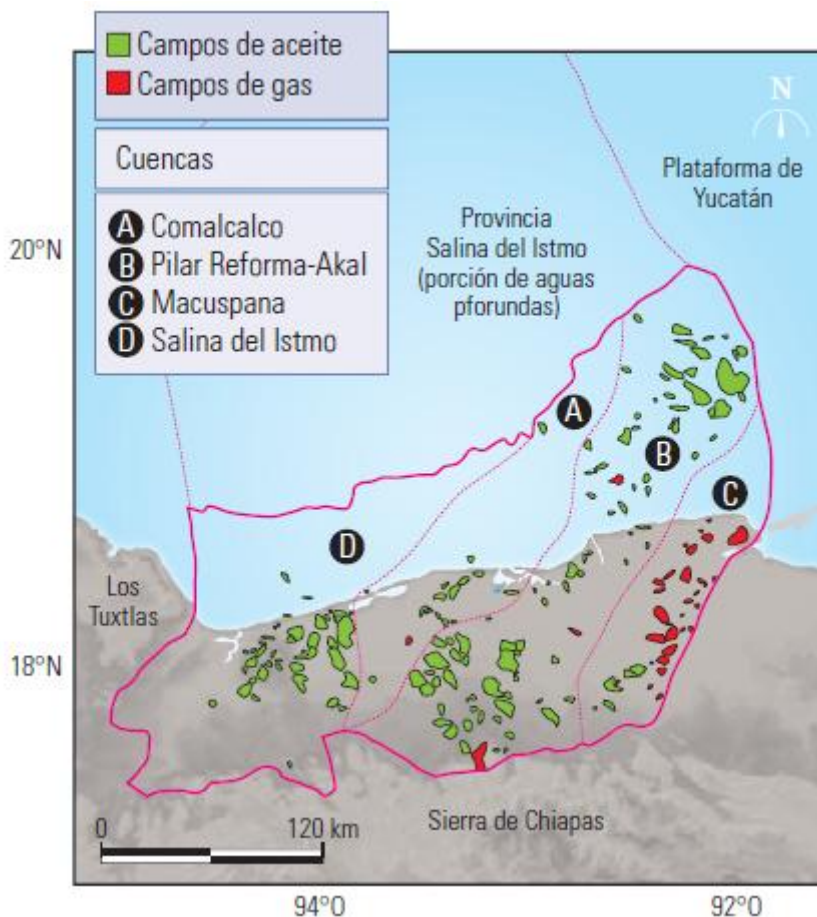 Campos de aceite
Campos de gas
Cuencas
A Comalcalco
B Pilar Reforma-Akal
C Macuspana
D Salina del Istmo
N
Plataforma de
Yucatán
20°N
Provincia
Salina del Istmo
(porción de aguas
pforundas)
A
B
C
D
Los
Tuxtlas
18°N
0 120 km
Sierra de Chiapas
94°O 92°O